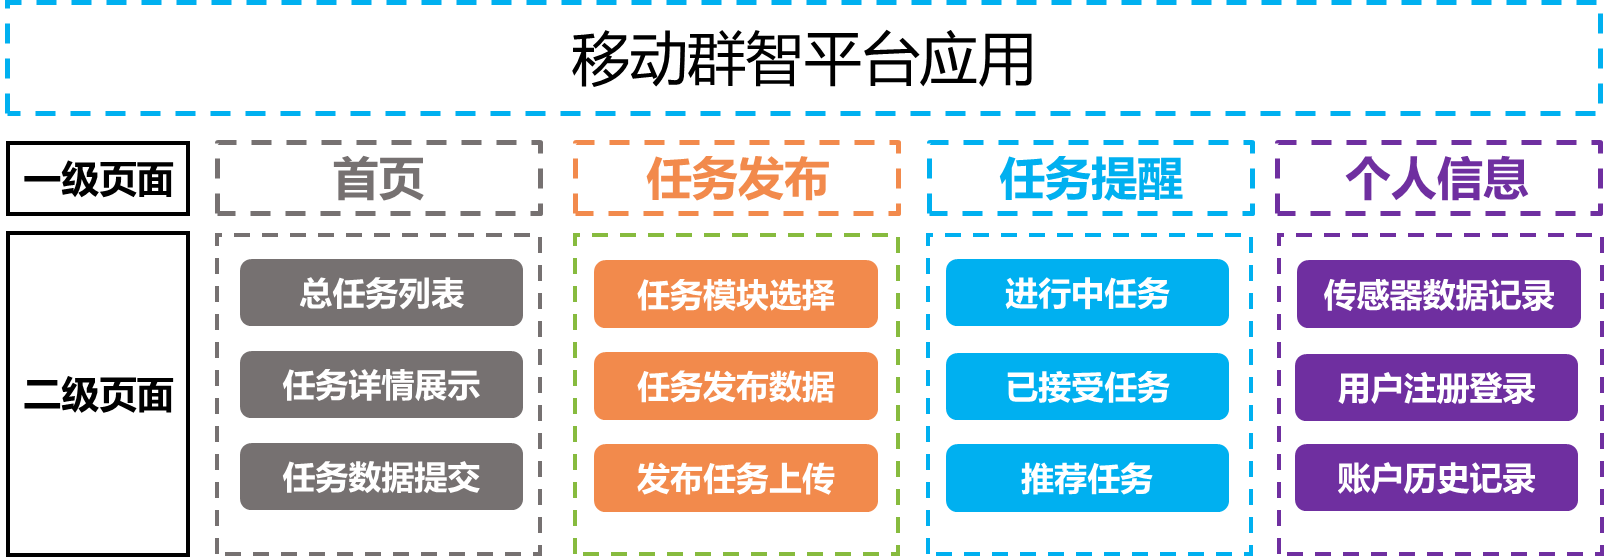 移动群智平台应用
一级页面
首页
任务发布
任务提醒
个人信息
二级页面
总任务列表
任务详情展示
任务数据提交
任务模块选择
任务发布数据
发布任务上传
进行中任务
已接受任务
推荐任务
传感器数据记录
用户注册登录
账户历史记录